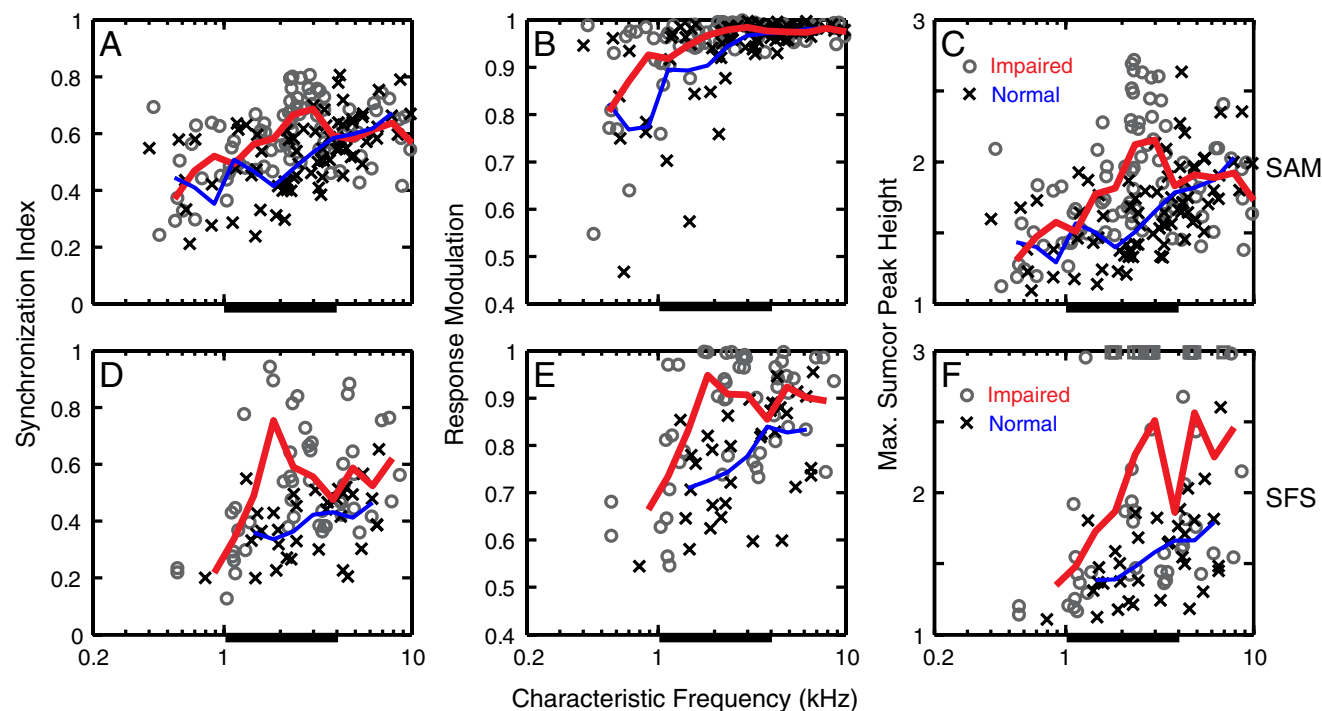 A
B
C
Impaired
Normal
SAM
Synchronization Index
Response Modulation
Max. Sumcor Peak Height
1
0.8
0.6
0.4
0.2
0
1
0.9
0.8
0.7
0.6
0.5
0.4
3
2
1
D
E
F
Impaired
Normal
SFS
1
0.8
0.6
0.4
0.2
0
1
0.9
0.8
0.7
0.6
0.5
0.4
3
2
1
0.2 1 10
0.2 1 10
0.2 1 10
Characteristic Frequency (kHz)